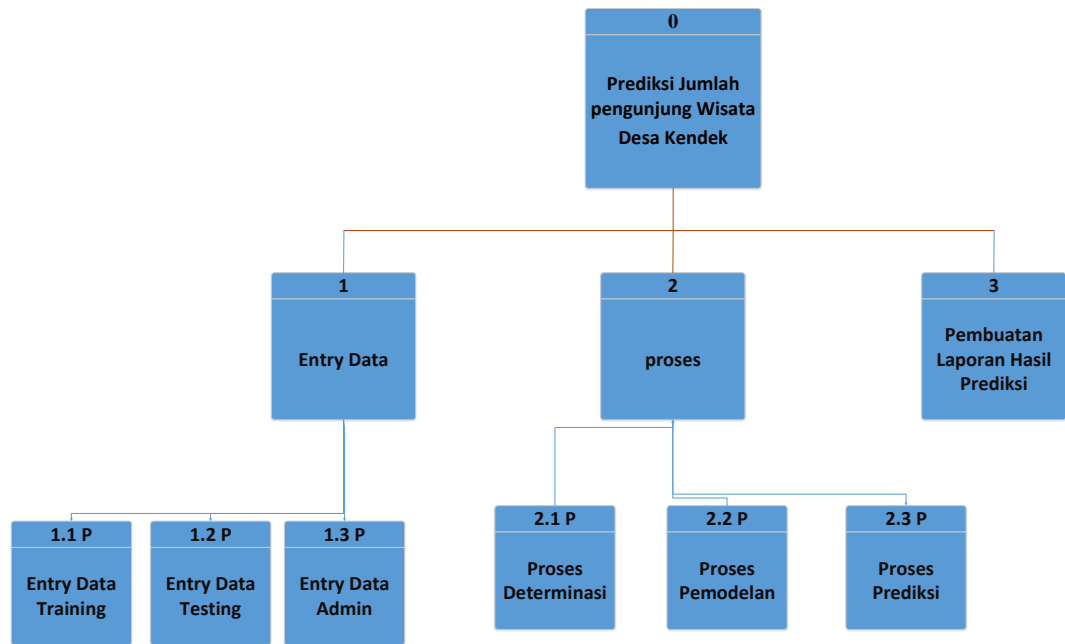 0
Prediksi Jumlah
pengunjung Wisata
Desa Kendek
1
Entry Data
2
proses
3
Pembuatan
Laporan Hasil
Prediksi
1.1 P
Entry Data
Training
1.2 P
Entry Data
Testing
1.3 P
Entry Data
Admin
2.1 P
Proses
Determinasi
2.2 P
Proses
Pemodelan
2.3 P
Proses
Prediksi